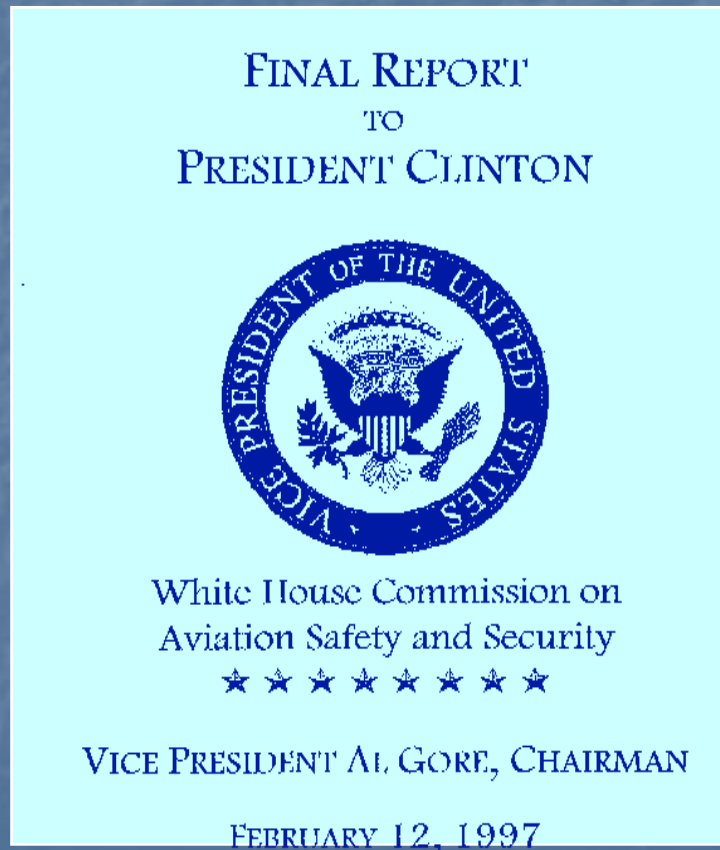 FINAL REPORT
TO
PRESIDENT CLINTON
VICE PRESIDENT OF THE UNITED STATES
White House Commission on
Aviation Safety and Security
VICE PRESIDENT AL GORE, CHAIRMAN
FEBRUARY 12, 1997